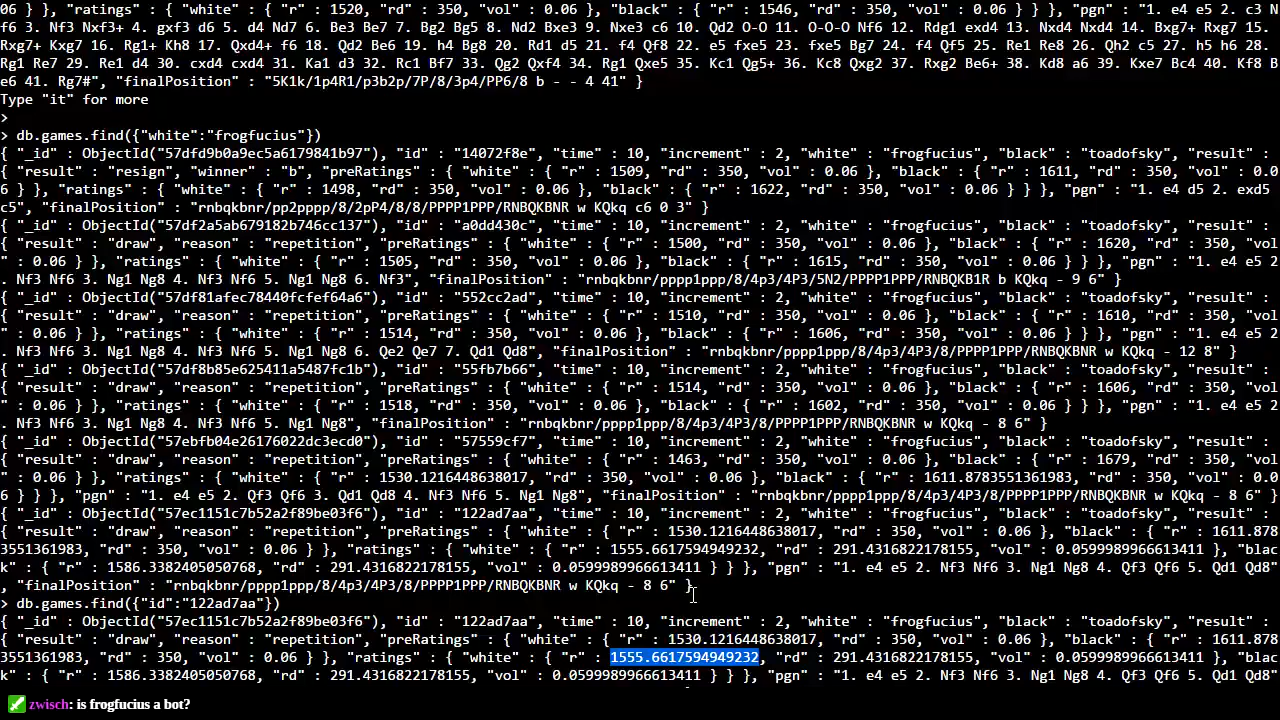 06 } }, "ratings" : { "white" : { "r" : 1520, "rd" : 350, "vol" : 0.06 }, "black" : { "r" : 1546, "rd" : 350, "vol" : 0.06 } } }, "pgn" : "1. e4 e5 2. c3 N
f6 3. Nf3 Nxf3+ 4. gxf3 d6 5. d4 Nd7 6. Be3 Be7 7. Bg2 Bg5 8. Nd2 Bxe3 9. Nxe3 c6 10. Qd2 O-O 11. O-O-O Nf6 12. Rdg1 exd4 13. Nxd4 Nxd4 14. Bxg7+ Rxg7 15.
Rxg7+ Kxg7 16. Rg1+ Kh8 17. Qxd4+ f6 18. Qd2 Be6 19. h4 Bg8 20. Rd1 d5 21. f4 Qf8 22. e5 fxe5 23. fxe5 Bg7 24. f4 Qf5 25. Re1 Re8 26. Qh2 c5 27. h5 h6 28.
Rg1 Re7 29. Re1 d4 30. cxd4 cxd4 31. Ka1 d3 32. Rc1 Bf7 33. Qg2 Qxf4 34. Rg1 Qxe5 35. Kc1 Qg5+ 36. Kc8 Qxg2 37. Rxg2 Be6+ 38. Kd8 a6 39. Kxe7 Bc4 40. Kf8 B
e6 41. Rg7#", "finalPosition" : "5K1k/1p4R1/p3b2p/7P/8/3p4/PP6/8 b - - 4 41" }
Type "it" for more
>
> db.games.find({"white":"frogfucius"})
{ "_id" : ObjectId("57dfd9b0a9ec5a6179841b97"), "id" : "14072f8e", "time" : 10, "increment" : 2, "white" : "frogfucius", "black" : "toadofsky", "result" :
{ "result" : "resign", "winner" : "b", "preRatings" : { "white" : { "r" : 1509, "rd" : 350, "vol" : 0.06 }, "black" : { "r" : 1611, "rd" : 350, "vol" : 0.0
6 } }, "ratings" : { "white" : { "r" : 1498, "rd" : 350, "vol" : 0.06 }, "black" : { "r" : 1622, "rd" : 350, "vol" : 0.06 } } }, "pgn" : "1. e4 d5 2. exd5
c5", "finalPosition" : "rnbqkbnr/pp2pppp/8/2pP4/8/8/PPPP1PPP/RNBQKBNR w KQkq c6 0 3" }
{ "_id" : ObjectId("57df2a5ab679182b746cc137"), "id" : "a0dd430c", "time" : 10, "increment" : 2, "white" : "frogfucius", "black" : "toadofsky", "result" :
{ "result" : "draw", "reason" : "repetition", "preRatings" : { "white" : { "r" : 1500, "rd" : 350, "vol" : 0.06 }, "black" : { "r" : 1620, "rd" : 350, "vol"
" : 0.06 } }, "ratings" : { "white" : { "r" : 1505, "rd" : 350, "vol" : 0.06 }, "black" : { "r" : 1615, "rd" : 350, "vol" : 0.06 } } }, "pgn" : "1. e4 e5 2
. Nf3 Nf6 3. Ng1 Ng8 4. Nf3 Nf6 5. Ng1 Ng8 6. Nf3", "finalPosition" : "rnbqkbnr/pppp1ppp/8/4p3/4P3/5N2/PPPP1PPP/RNBQKB1R b KQkq - 9 6" }
{ "_id" : ObjectId("57df81afec78440fcfef64a6"), "id" : "552cc2ad", "time" : 10, "increment" : 2, "white" : "frogfucius", "black" : "toadofsky", "result" :
{ "result" : "draw", "reason" : "repetition", "preRatings" : { "white" : { "r" : 1510, "rd" : 350, "vol" : 0.06 }, "black" : { "r" : 1610, "rd" : 350, "vol
" : 0.06 } }, "ratings" : { "white" : { "r" : 1514, "rd" : 350, "vol" : 0.06 }, "black" : { "r" : 1606, "rd" : 350, "vol" : 0.06 } } }, "pgn" : "1. e4 e5 2
. Nf3 Nf6 3. Ng1 Ng8 4. Nf3 Nf6 5. Ng1 Ng8 6. Qe2 Qe7 7. Qd1 Qd8", "finalPosition" : "rnbqkbnr/pppp1ppp/8/4p3/4P3/8/PPPP1PPP/RNBQKBNR w KQkq - 12 8" }
{ "_id" : ObjectId("57df8b85e625411a5487fc1b"), "id" : "55fb7b66", "time" : 10, "increment" : 2, "white" : "frogfucius", "black" : "toadofsky", "result" :
{ "result" : "draw", "reason" : "repetition", "preRatings" : { "white" : { "r" : 1514, "rd" : 350, "vol" : 0.06 }, "black" : { "r" : 1606, "rd" : 350, "vol
" : 0.06 } }, "ratings" : { "white" : { "r" : 1518, "rd" : 350, "vol" : 0.06 }, "black" : { "r" : 1602, "rd" : 350, "vol" : 0.06 } } }, "pgn" : "1. e4 e5 2
. Nf3 Nf6 3. Ng1 Ng8 4. Nf3 Nf6 5. Ng1 Ng8", "finalPosition" : "rnbqkbnr/pppp1ppp/8/4p3/4P3/8/PPPP1PPP/RNBQKBNR w KQkq - 8 6" }
{ "_id" : ObjectId("57ebfb04e26176022dc3ecd0"), "id" : "57559cf7", "time" : 10, "increment" : 2, "white" : "frogfucius", "black" : "toadofsky", "result" :
{ "result" : "draw", "reason" : "repetition", "preRatings" : { "white" : { "r" : 1463, "rd" : 350, "vol" : 0.06 }, "black" : { "r" : 1679, "rd" : 350, "vol
" : 0.06 } }, "ratings" : { "white" : { "r" : 1530.1216448638017, "rd" : 350, "vol" : 0.06 }, "black" : { "r" : 1611.8783551361983, "rd" : 350, "vol" : 0.0
6 } } }, "pgn" : "1. e4 e5 2. Qf3 Qf6 3. Qd1 Qd8 4. Nf3 Nf6 5. Ng1 Ng8", "finalPosition" : "rnbqkbnr/pppp1ppp/8/4p3/4P3/8/PPPP1PPP/RNBQKBNR w KQkq - 8 6" }
{ "_id" : ObjectId("57ec1151c7b52a2f89be03f6"), "id" : "122ad7aa", "time" : 10, "increment" : 2, "white" : "frogfucius", "black" : "toadofsky", "result" :
{ "result" : "draw", "reason" : "repetition", "preRatings" : { "white" : { "r" : 1530.1216448638017, "rd" : 350, "vol" : 0.06 }, "black" : { "r" : 1611.878
3551361983, "rd" : 350, "vol" : 0.06 } }, "ratings" : { "white" : { "r" : 1555.6617594949232, "rd" : 291.4316822178155, "vol" : 0.0599989966613411 }, "blac
k" : { "r" : 1586.3382405050768, "rd" : 291.4316822178155, "vol" : 0.0599989966613411 } } }, "pgn" : "1. e4 e5 2. Nf3 Nf6 3. Ng1 Ng8 4. Qf3 Qf6 5. Qd1 Qd8"
, "finalPosition" : "rnbqkbnr/pppp1ppp/8/4p3/4P3/8/PPPP1PPP/RNBQKBNR w KQkq - 8 6" }
> db.games.find({"id":"122ad7aa"})
{ "_id" : ObjectId("57ec1151c7b52a2f89be03f6"), "id" : "122ad7aa", "time" : 10, "increment" : 2, "white" : "frogfucius", "black" : "toadofsky", "result" :
{ "result" : "draw", "reason" : "repetition", "preRatings" : { "white" : { "r" : 1530.1216448638017, "rd" : 350, "vol" : 0.06 }, "black" : { "r" : 1611.878
3551361983, "rd" : 350, "vol" : 0.06 } }, "ratings" : { "white" : { "r" : 1555.6617594949232, "rd" : 291.4316822178155, "vol" : 0.0599989966613411 }, "blac
k" : { "r" : 1586.3382405050768, "rd" : 291.4316822178155, "vol" : 0.0599989966613411 } } }, "pgn" : "1. e4 e5 2. Nf3 Nf6 3. Ng1 Ng8 4. Qf3 Qf6 5. Qd1 Qd8"
zwisch: is frogfucius a bot?